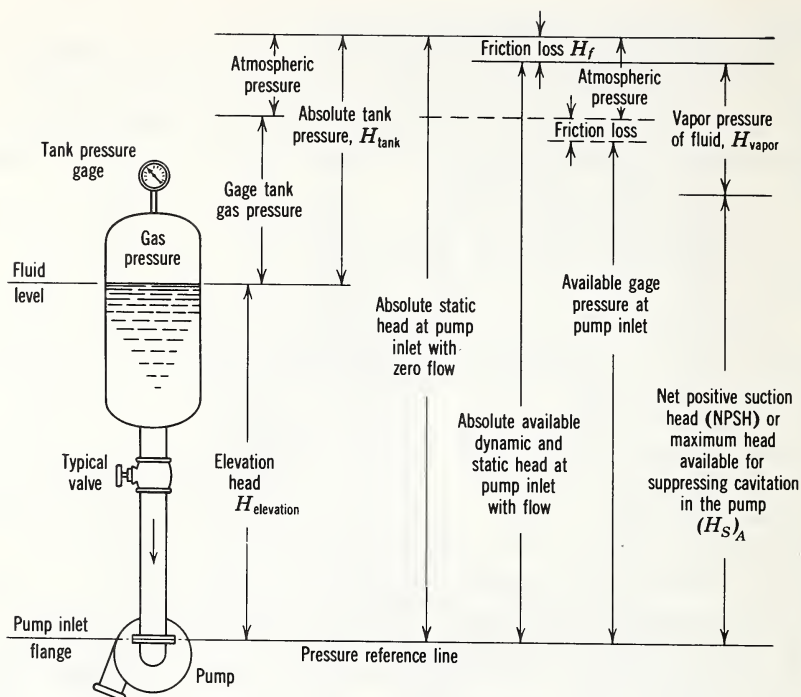 Friction loss H_f
Atmospheric
pressure
Absolute tank
pressure, H_tank
Atmospheric
pressure
Friction loss
Vapor pressure
of fluid, H_vapor
Tank pressure
gage
Gage tank
gas pressure
Gas
pressure
Fluid
level
Absolute static
head at pump
inlet with
zero flow
Available gage
pressure at
pump inlet
Typical
valve
Elevation
head
H_elevation
Absolute available
dynamic and
static head at
pump inlet
with flow
Net positive suction
head (NPSH) or
maximum head
available for
suppressing cavitation
in the pump
(H_S)_A
Pump inlet
flange
Pump
Pressure reference line